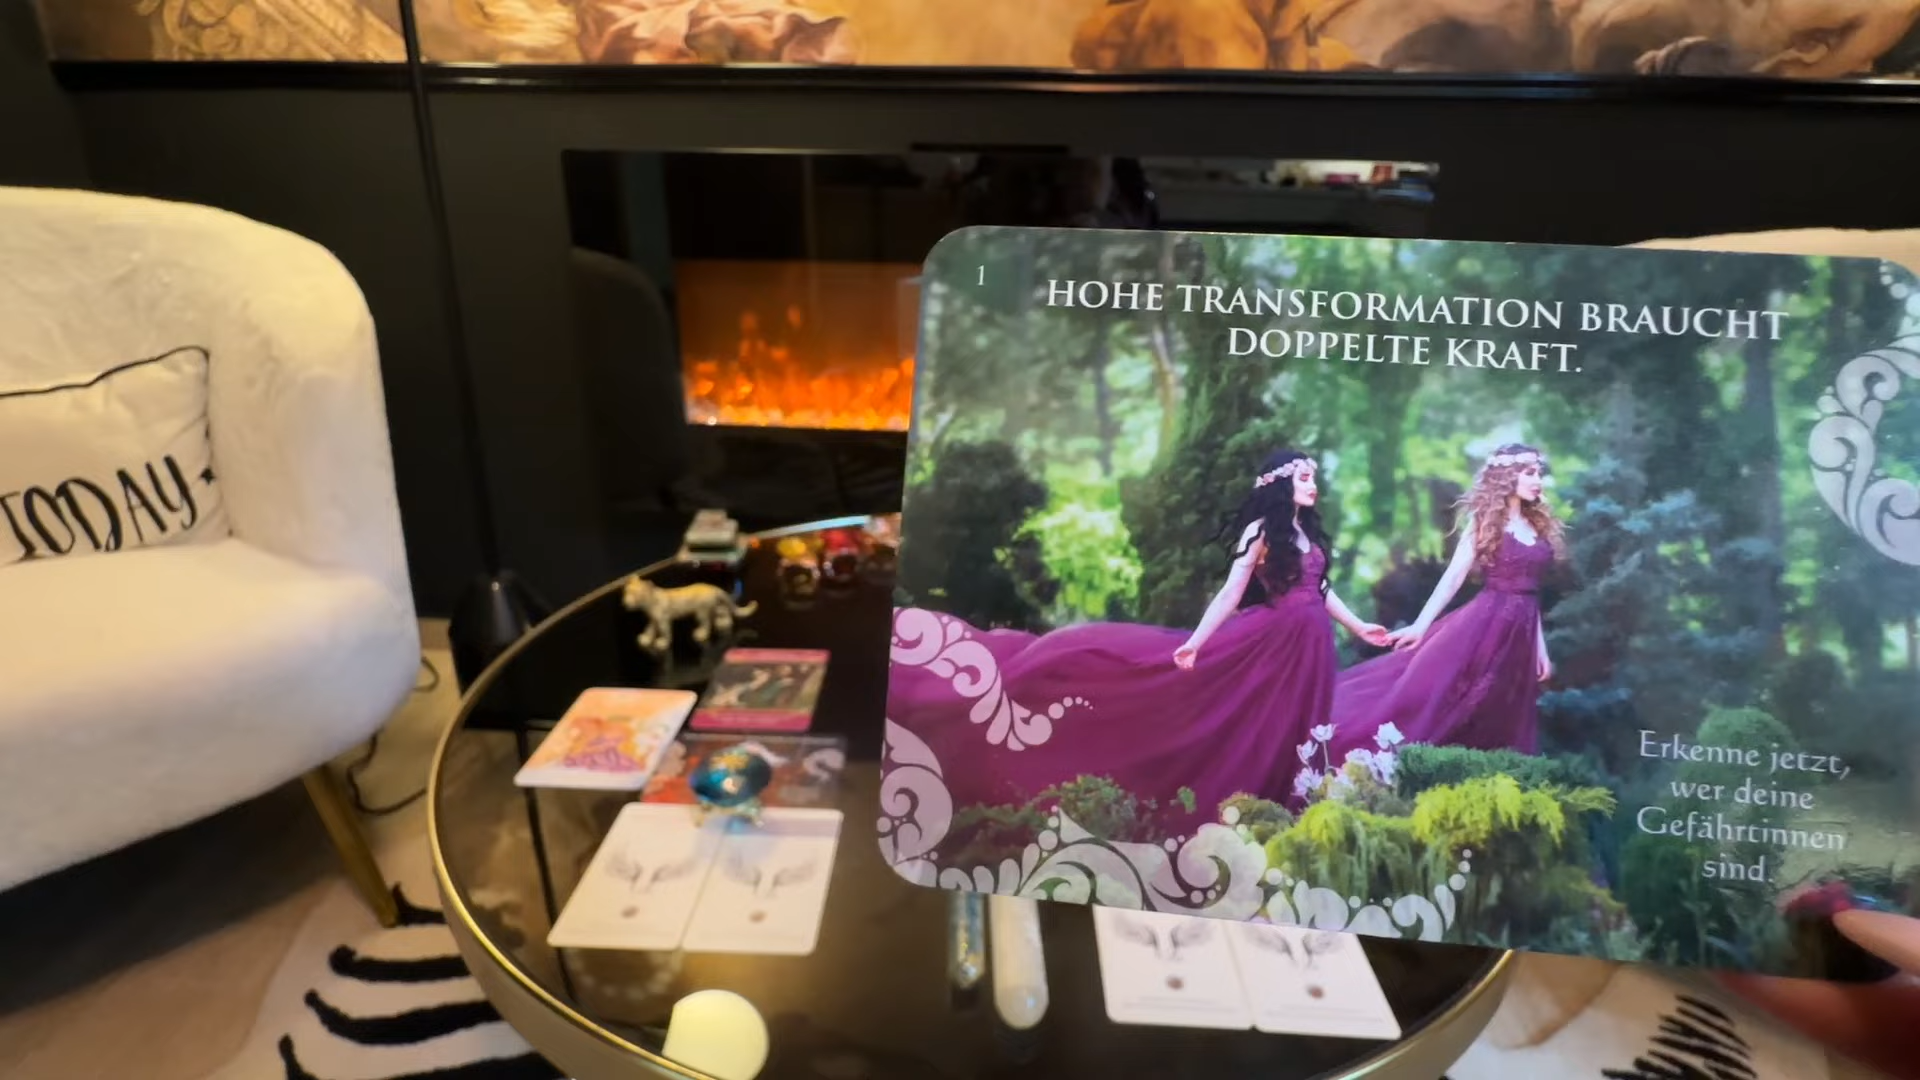 1
HOHE TRANSFORMATION BRAUCHT
DOPPELTE KRAFT.
TODAY
Erkenne jetzt,
wer deine
Gefährtinnen
sind.